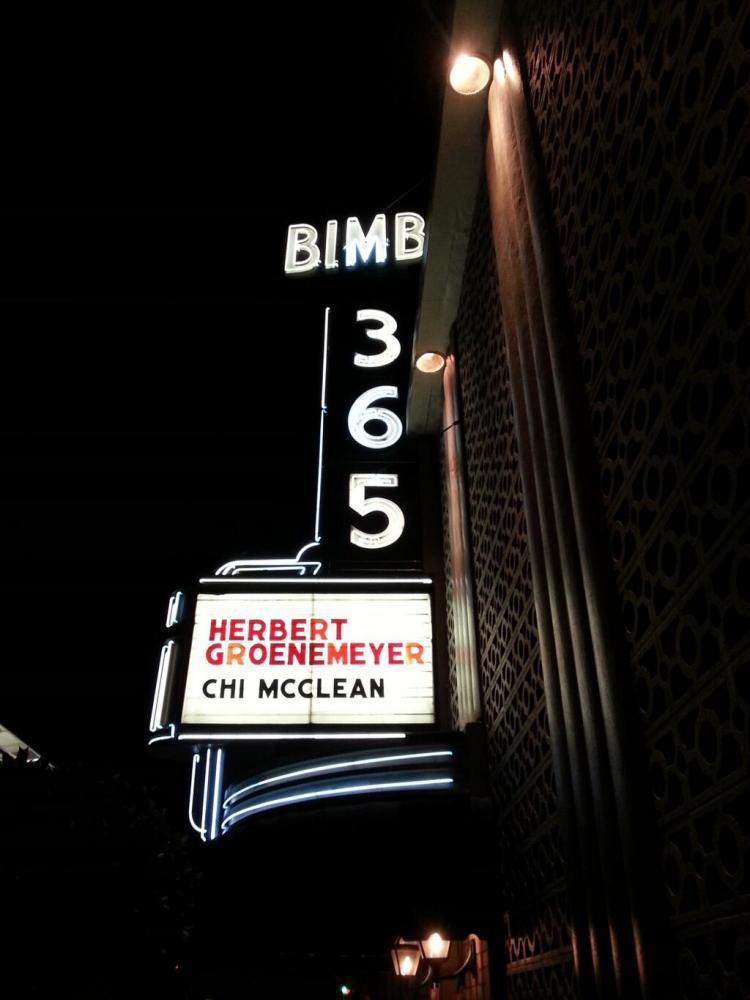 BIMB
3
6
5
HERBERT
GROENEMEYER
CHI MCCLEAN